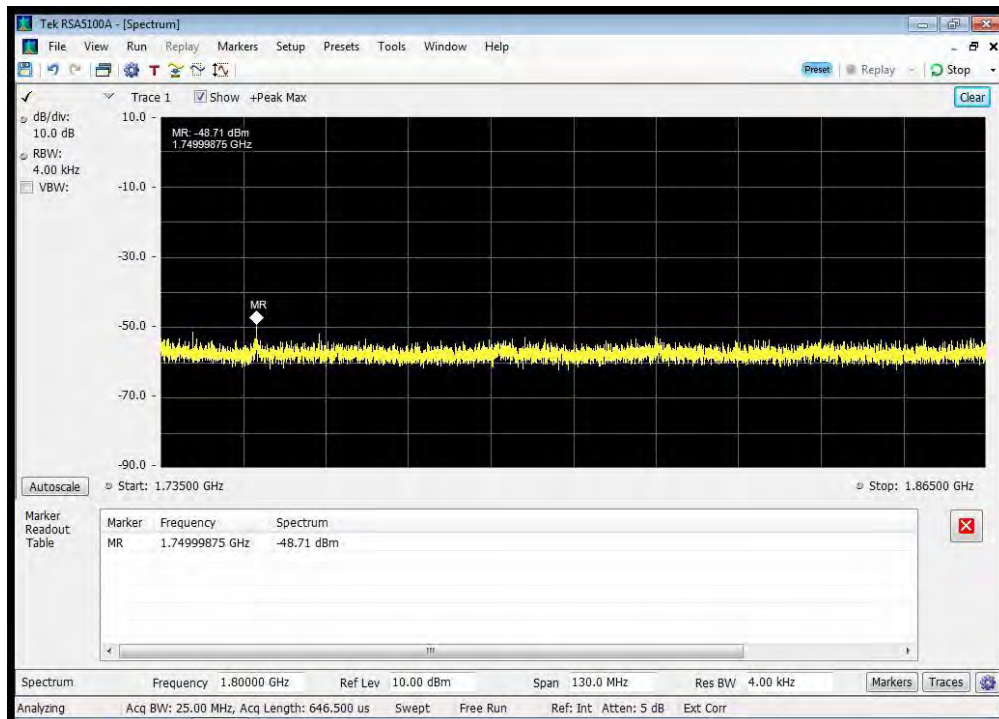 Tek RSA5100A - [Spectrum]
File View Run Replay Markers Setup Presets Tools Window Help
T
Preset Replay Stop
Trace 1 Show +Peak Max Clear
dB/div:
10.0 dB
RBW:
4.00 kHz
VBW:
10.0
-10.0
-30.0
-50.0
-70.0
-90.0
MR: -48.71 dBm
1.74999875 GHz
MR
Autoscale Start: 1.73500 GHz Stop: 1.86500 GHz
Marker
Readout
Table
Marker Frequency Spectrum
MR 1.74999875 GHz -48.71 dBm
Spectrum Frequency 1.80000 GHz Ref Lev 10.00 dBm Span 130.0 MHz Res BW 4.00 kHz Markers Traces
Analyzing Acq BW: 25.00 MHz, Acq Length: 646.500 us Swept Free Run Ref: Int Atten: 5 dB Ext Corr